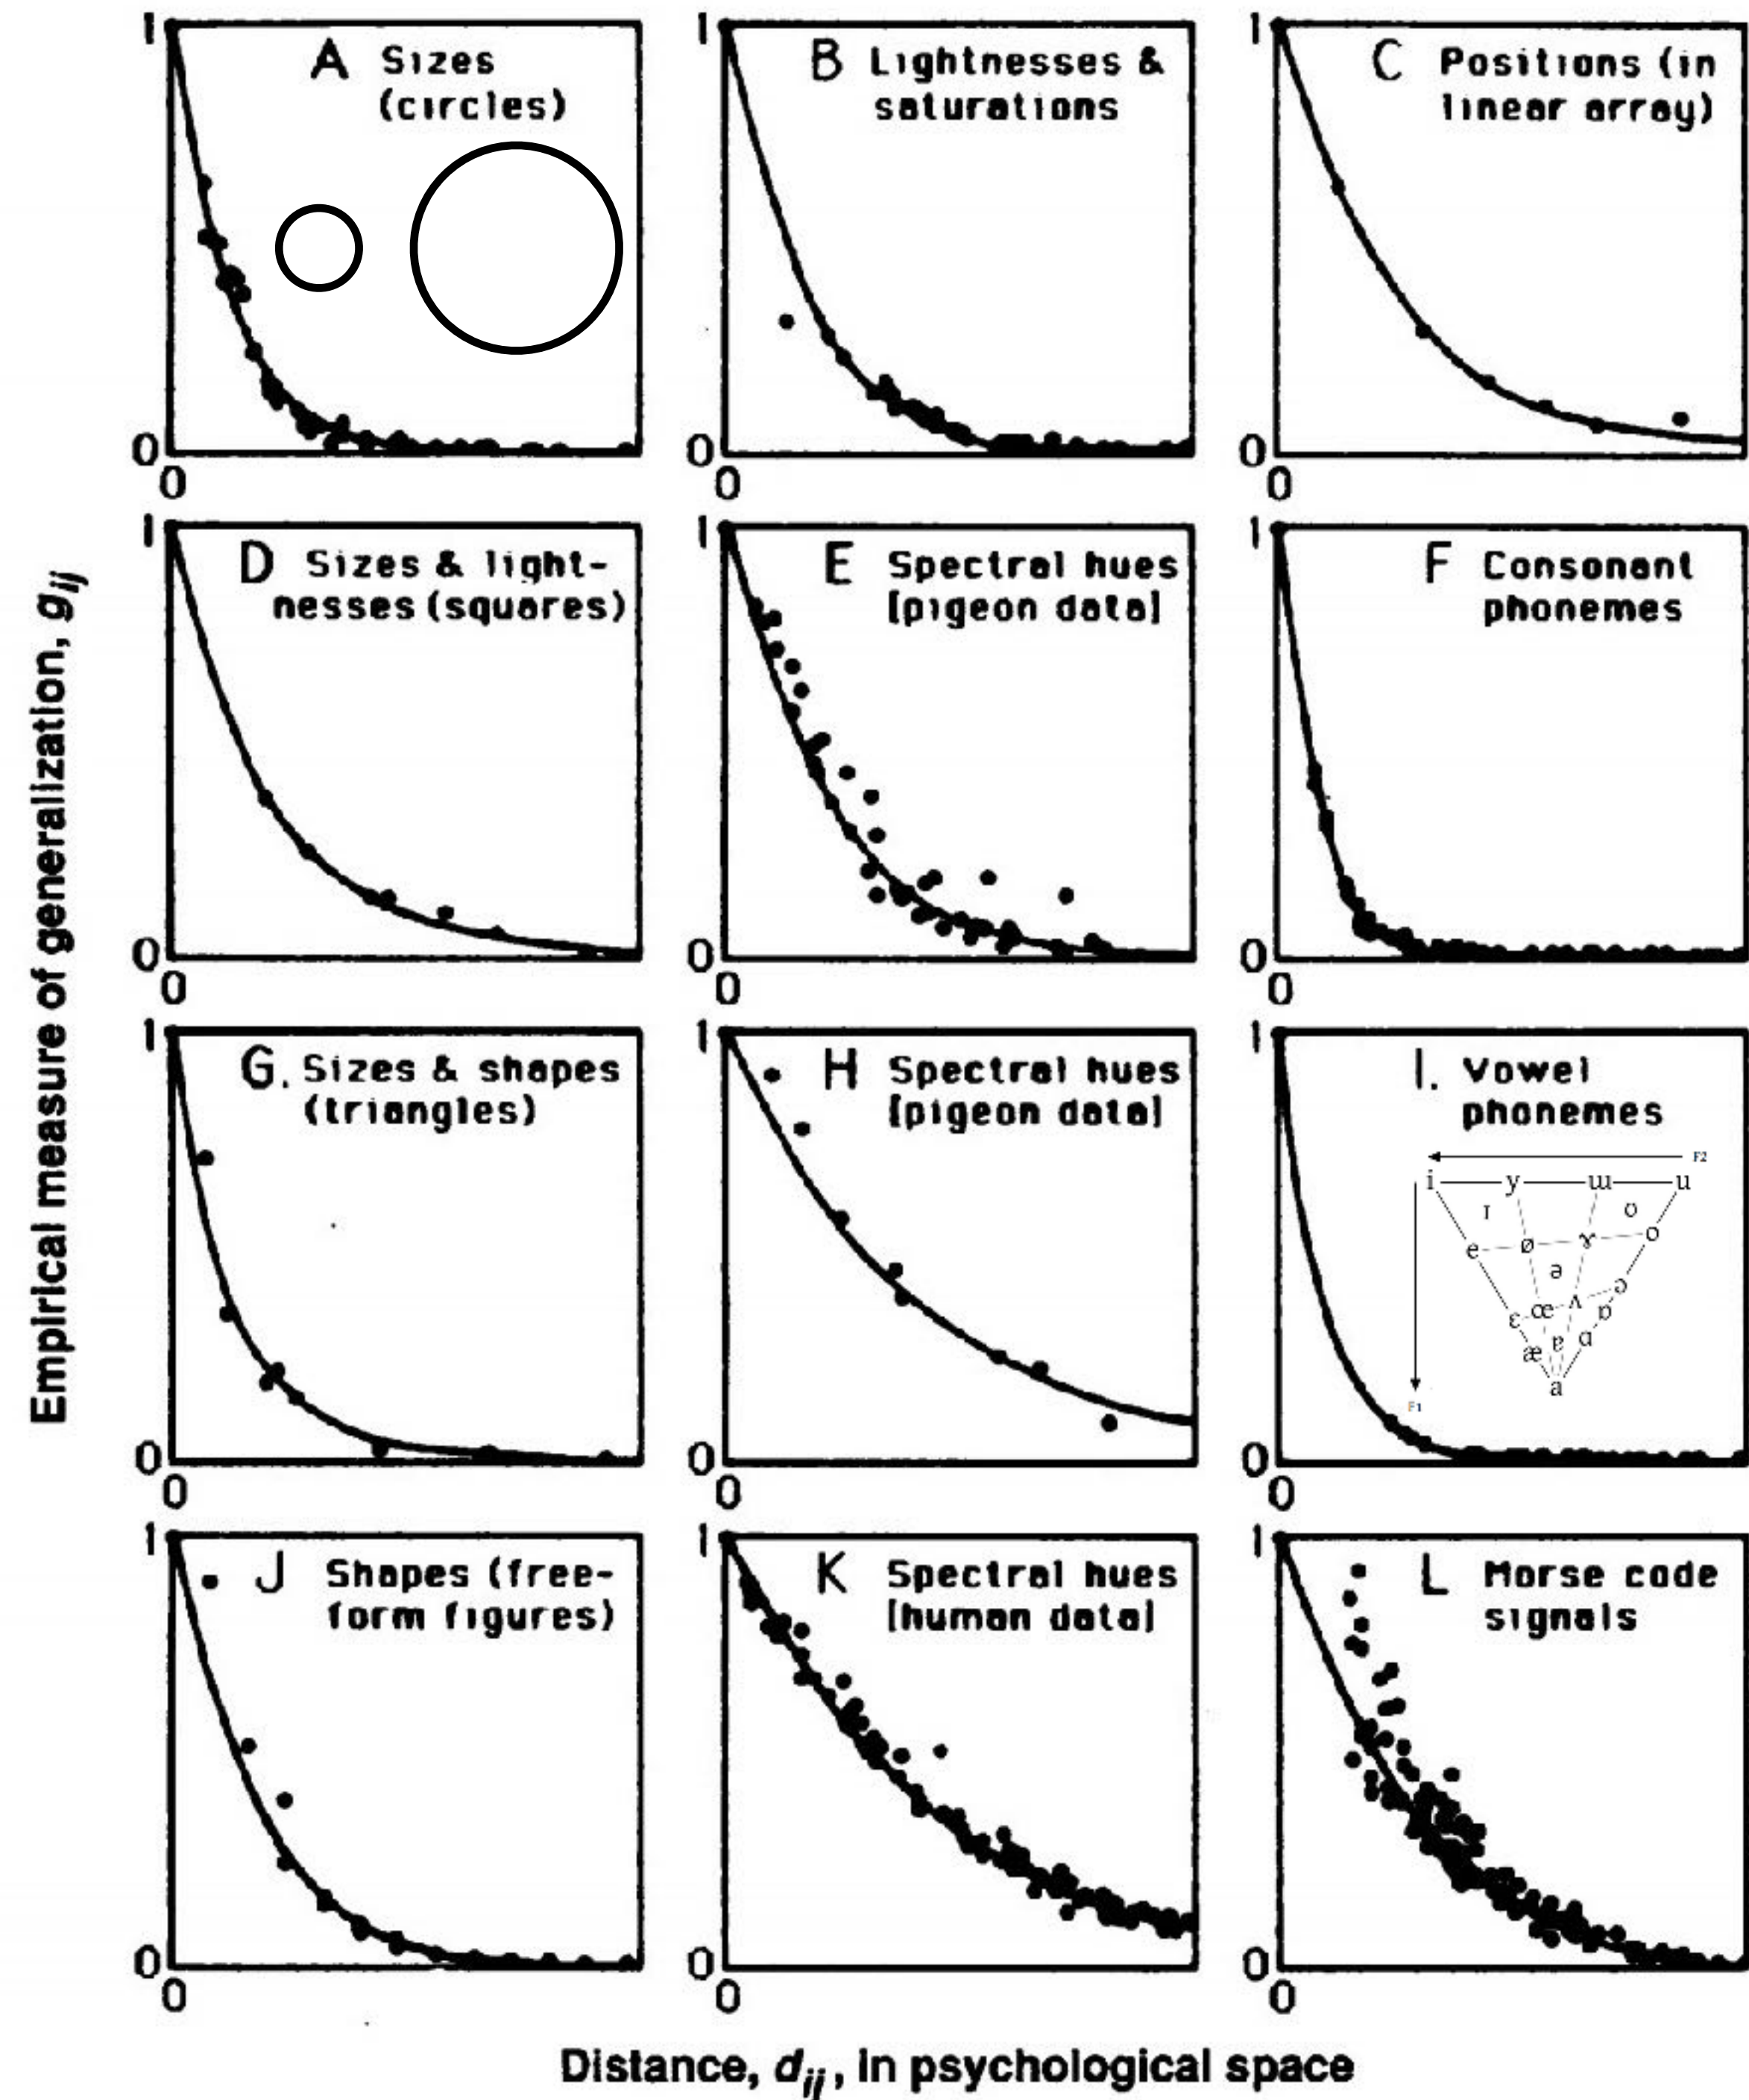 Empirical measure of generalization, gij
1
A Sizes
(circles)
0
0
1
B Lightnesses &
saturations
0
0
1
C Positions (in
linear array)
0
0
1
D Sizes & light-
nesses (squares)
0
0
1
E Spectral hues
[pigeon data]
0
0
1
F Consonant
phonemes
0
0
1
G. Sizes & shapes
(triangles)
0
0
1
H Spectral hues
[pigeon data]
0
0
1
I. Vowel
phonemes
F2
i y ɯ u
ɪ ʊ
e ø ɤ o
ə
ɛ œ ʌ ɔ
æ ɐ ɑ ɒ
a
F1
0
0
1
J Shapes (free-
form figures)
0
0
1
K Spectral hues
[human data]
0
0
1
L Morse code
signals
0
0
Distance, dij, in psychological space